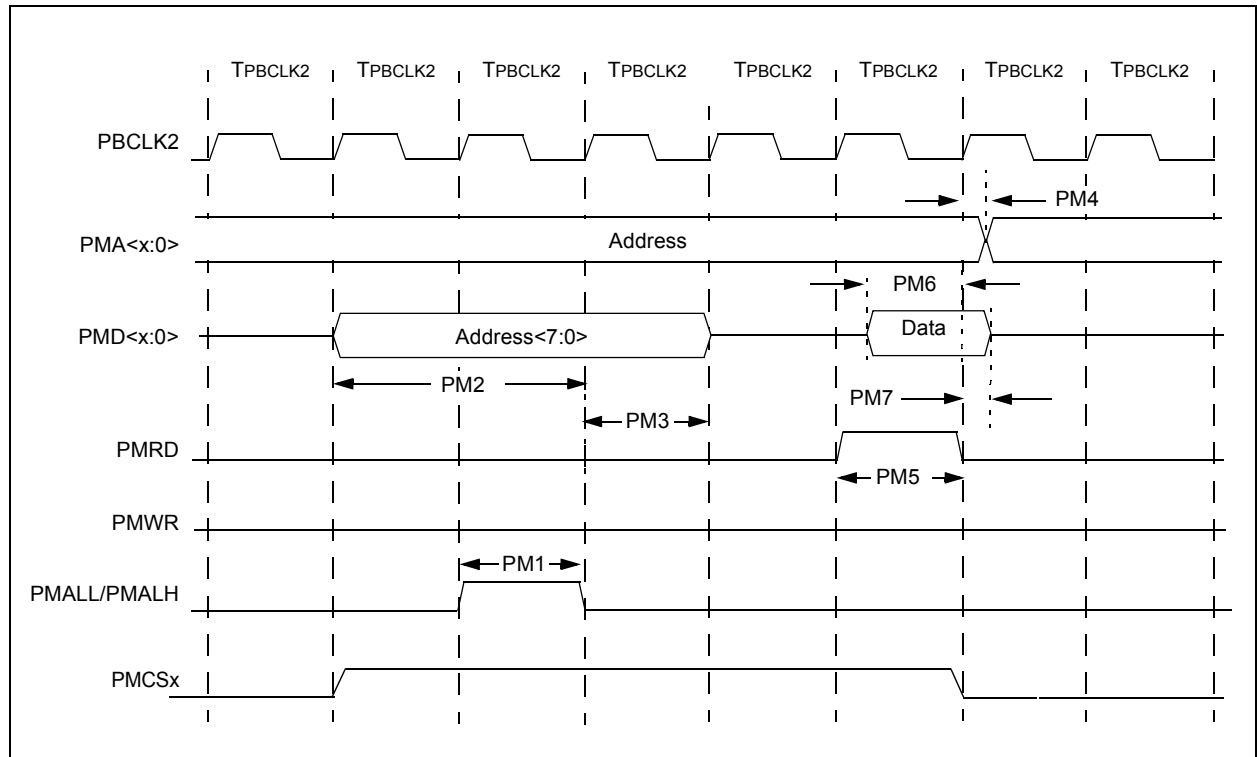 TPBCLK2 TPBCLK2 TPBCLK2 TPBCLK2 TPBCLK2 TPBCLK2 TPBCLK2 TPBCLK2
PBCLK2
PM4
PMA<x:0>
Address
PM6
PMD<x:0>
Address<7:0>
Data
PM2
PM7
PM3
PMRD
PM5
PMWR
PM1
PMALL/PMALH
PMCSx